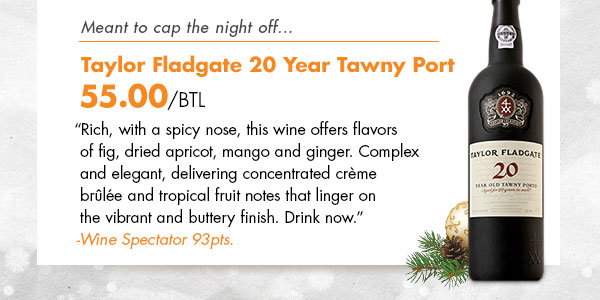 Meant to cap the night off...
Taylor Fladgate 20 Year Tawny Port
55.00/BTL
“Rich, with a spicy nose, this wine offers flavors
of fig, dried apricot, mango and ginger. Complex
and elegant, delivering concentrated crème
brûlée and tropical fruit notes that linger on
the vibrant and buttery finish. Drink now.”
-Wine Spectator 93pts.
1692
TAYLOR FLADGATE
20
YEAR OLD TAWNY PORTO